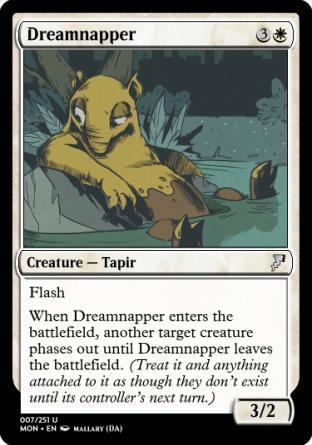 Dreamnapper 3
Creature — Tapir
Flash
When Dreamnapper enters the
battlefield, another target creature
phases out until Dreamnapper leaves
the battlefield. (Treat it and anything
attached to it as though they don't exist
until its controller's next turn.)
3/2
007/251 U
MON • EN MALLARY (DA)